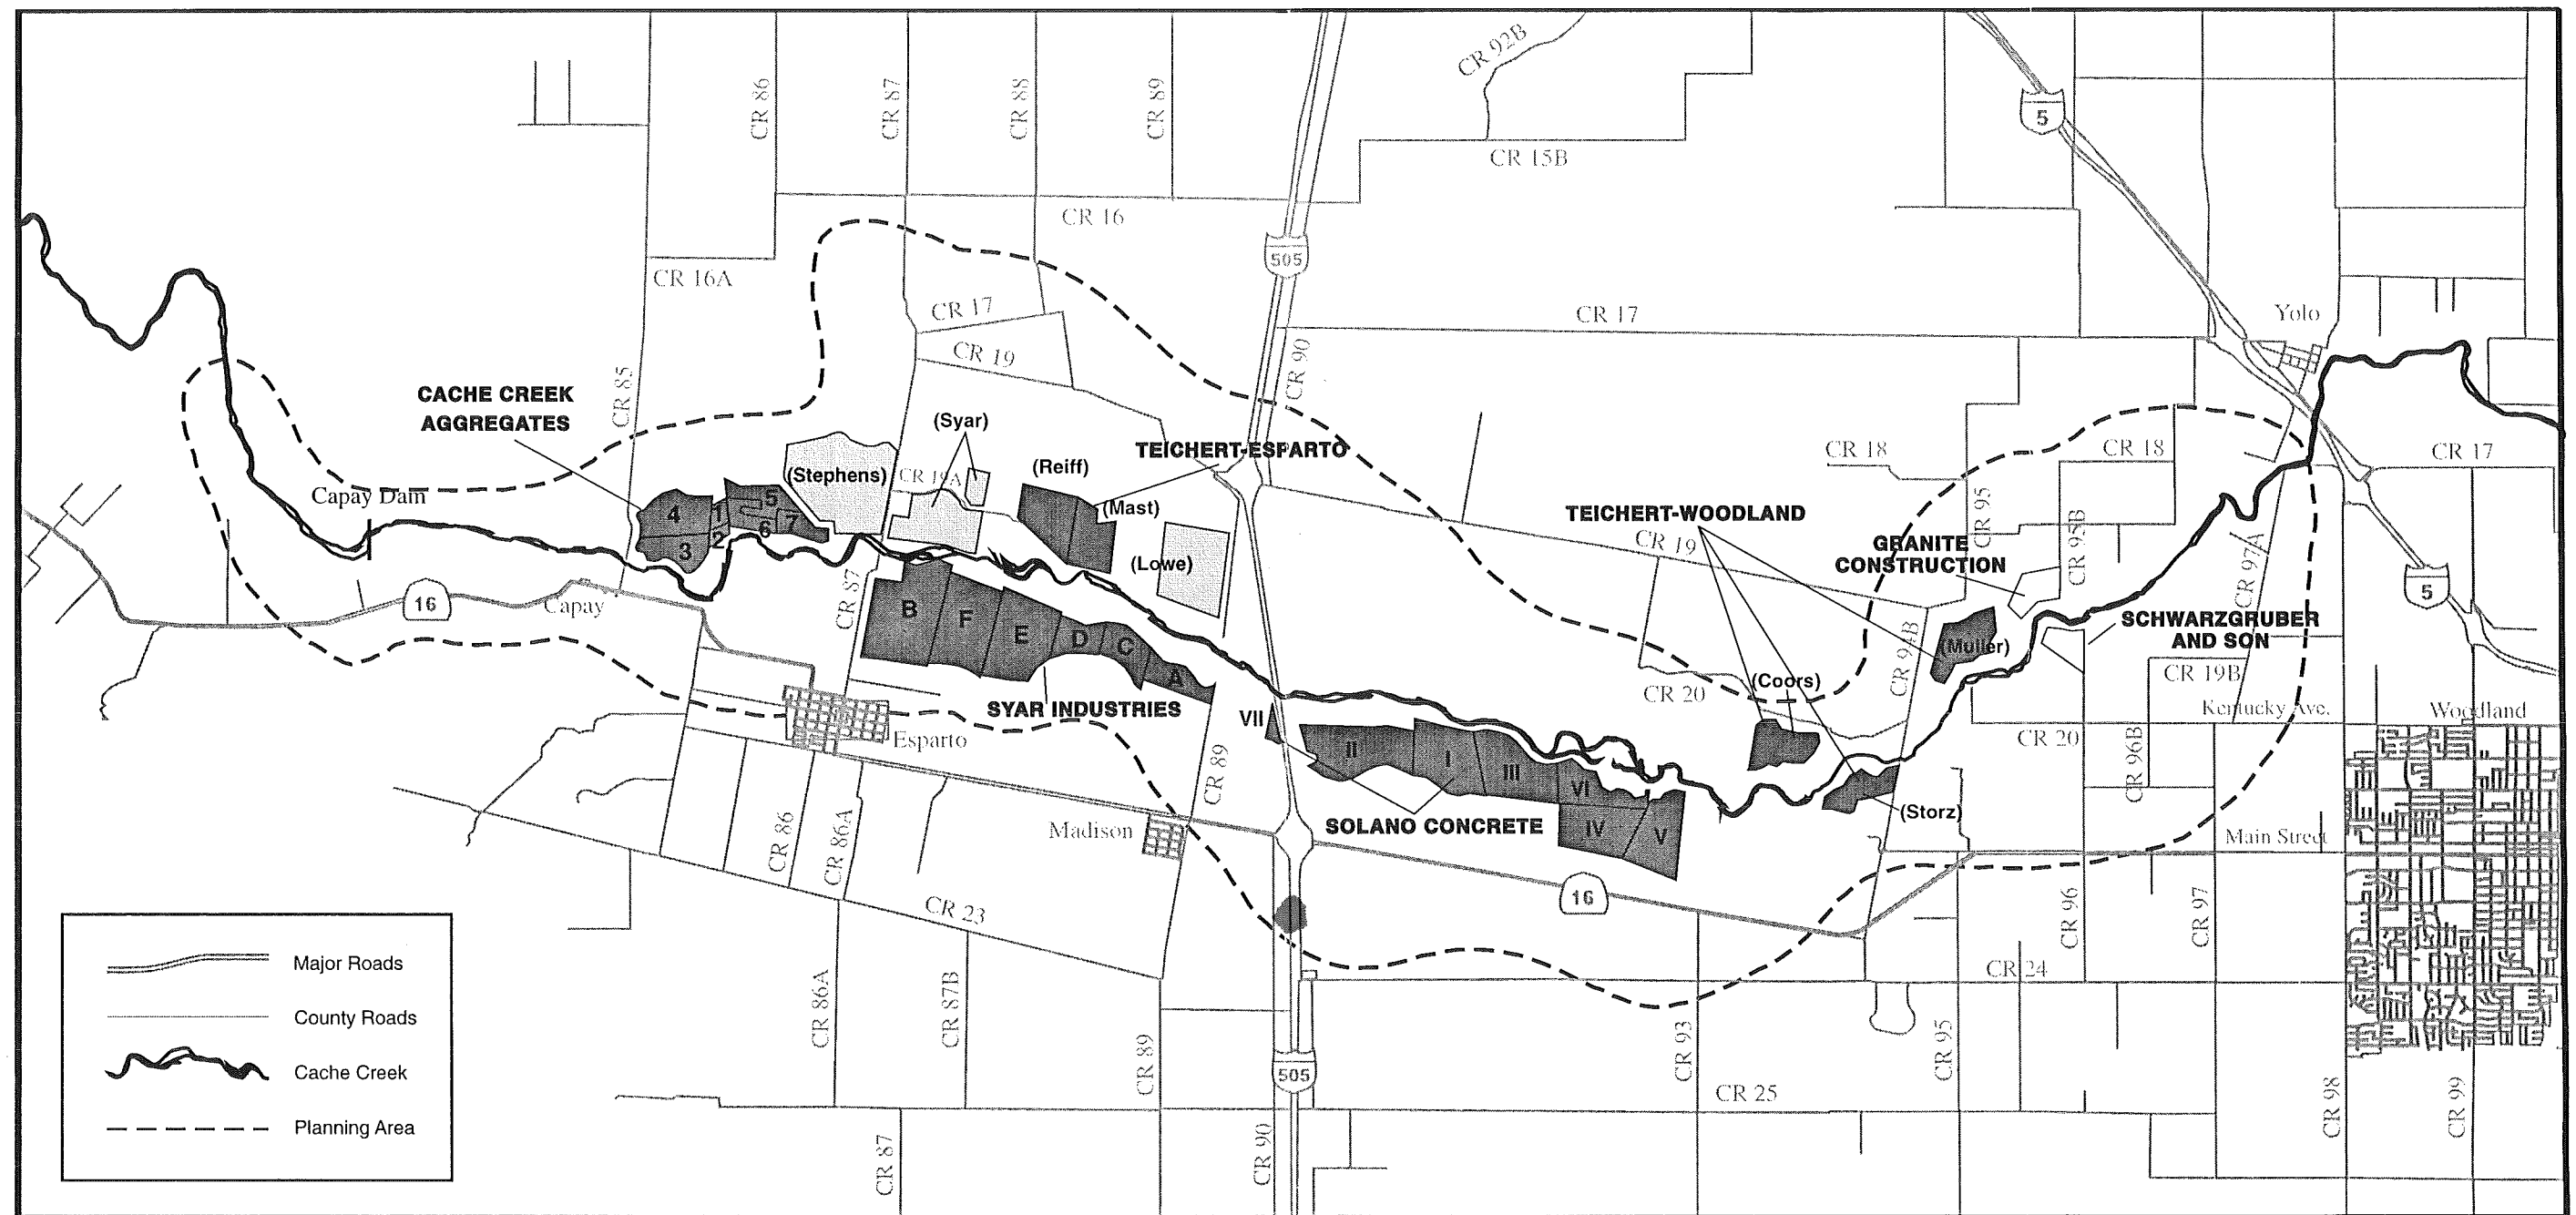 CR 92B
CR 86
CR 87
CR 88
CR 89
5
CR 15B
CR 16
505
CR 16A
CR 17
CR 17
Yolo
CR 19
CR 90
CR 85
CACHE CREEK
AGGREGATES
(Syar)
TEICHERT-ESPARTO
CR 18
CR 18
CR 17
(Stephens)
CR 19A
(Reiff)
Capay Dam
4
1
5
(Mast)
TEICHERT-WOODLAND
CR 95
3
2
6
7
CR 19
GRANITE
CONSTRUCTION
CR 95B
CR 97A
(Lowe)
5
16
Capay
CR 87
B
F
E
D
C
A
CR 94B
(Muller)
SCHWARZGRUBER
AND SON
CR 19B
CR 20
(Coors)
SYAR INDUSTRIES
VII
Kentucky Ave.
Woodland
Esparto
CR 89
II
I
III
VI
IV
V
CR 20
CR 96B
(Storz)
SOLANO CONCRETE
Madison
CR 86
CR 86A
Main Street
16
CR 23
CR 96
CR 97
CR 24
Major Roads
County Roads
Cache Creek
Planning Area
CR 86A
CR 87B
CR 89
505
CR 93
CR 95
CR 25
CR 98
CR 99
CR 87
CR 90